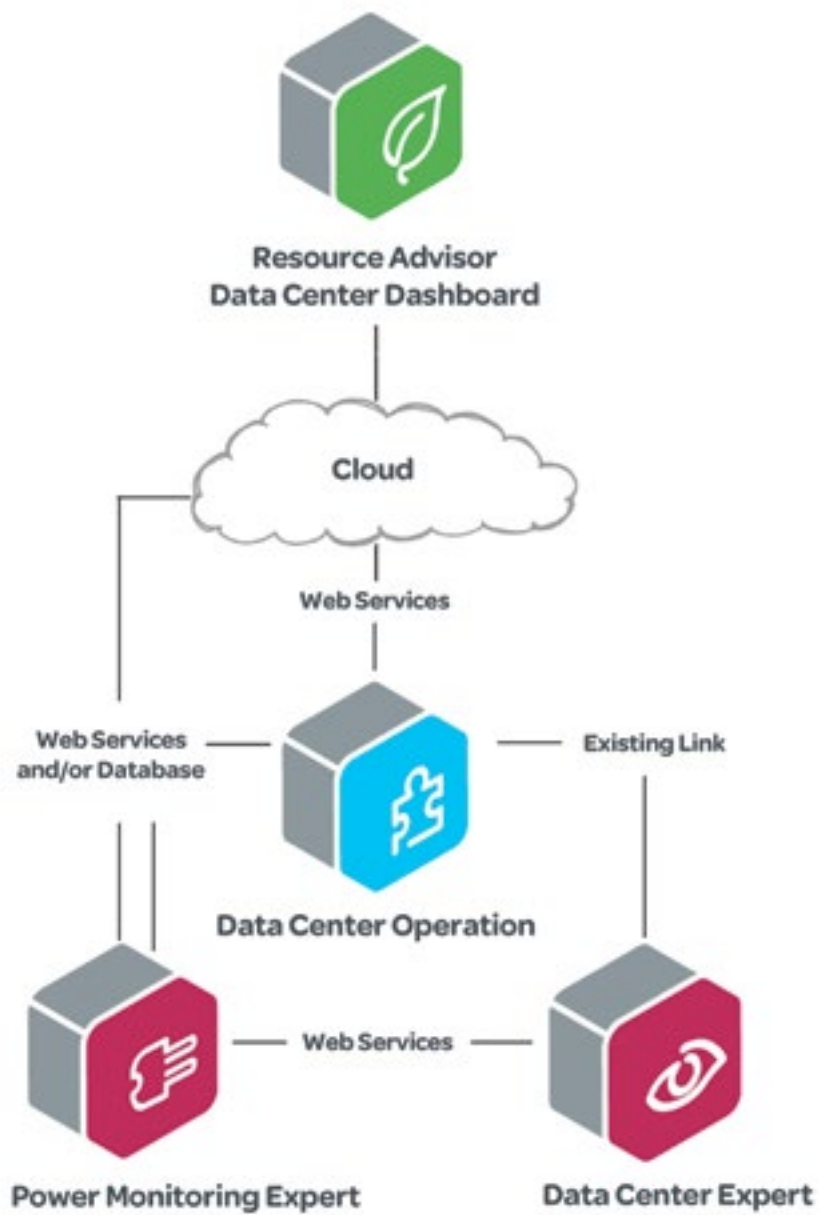 Resource Advisor
Data Center Dashboard
Cloud
Web Services
Web Services
and/or Database
Existing Link
Data Center Operation
Web Services
Power Monitoring Expert
Data Center Expert